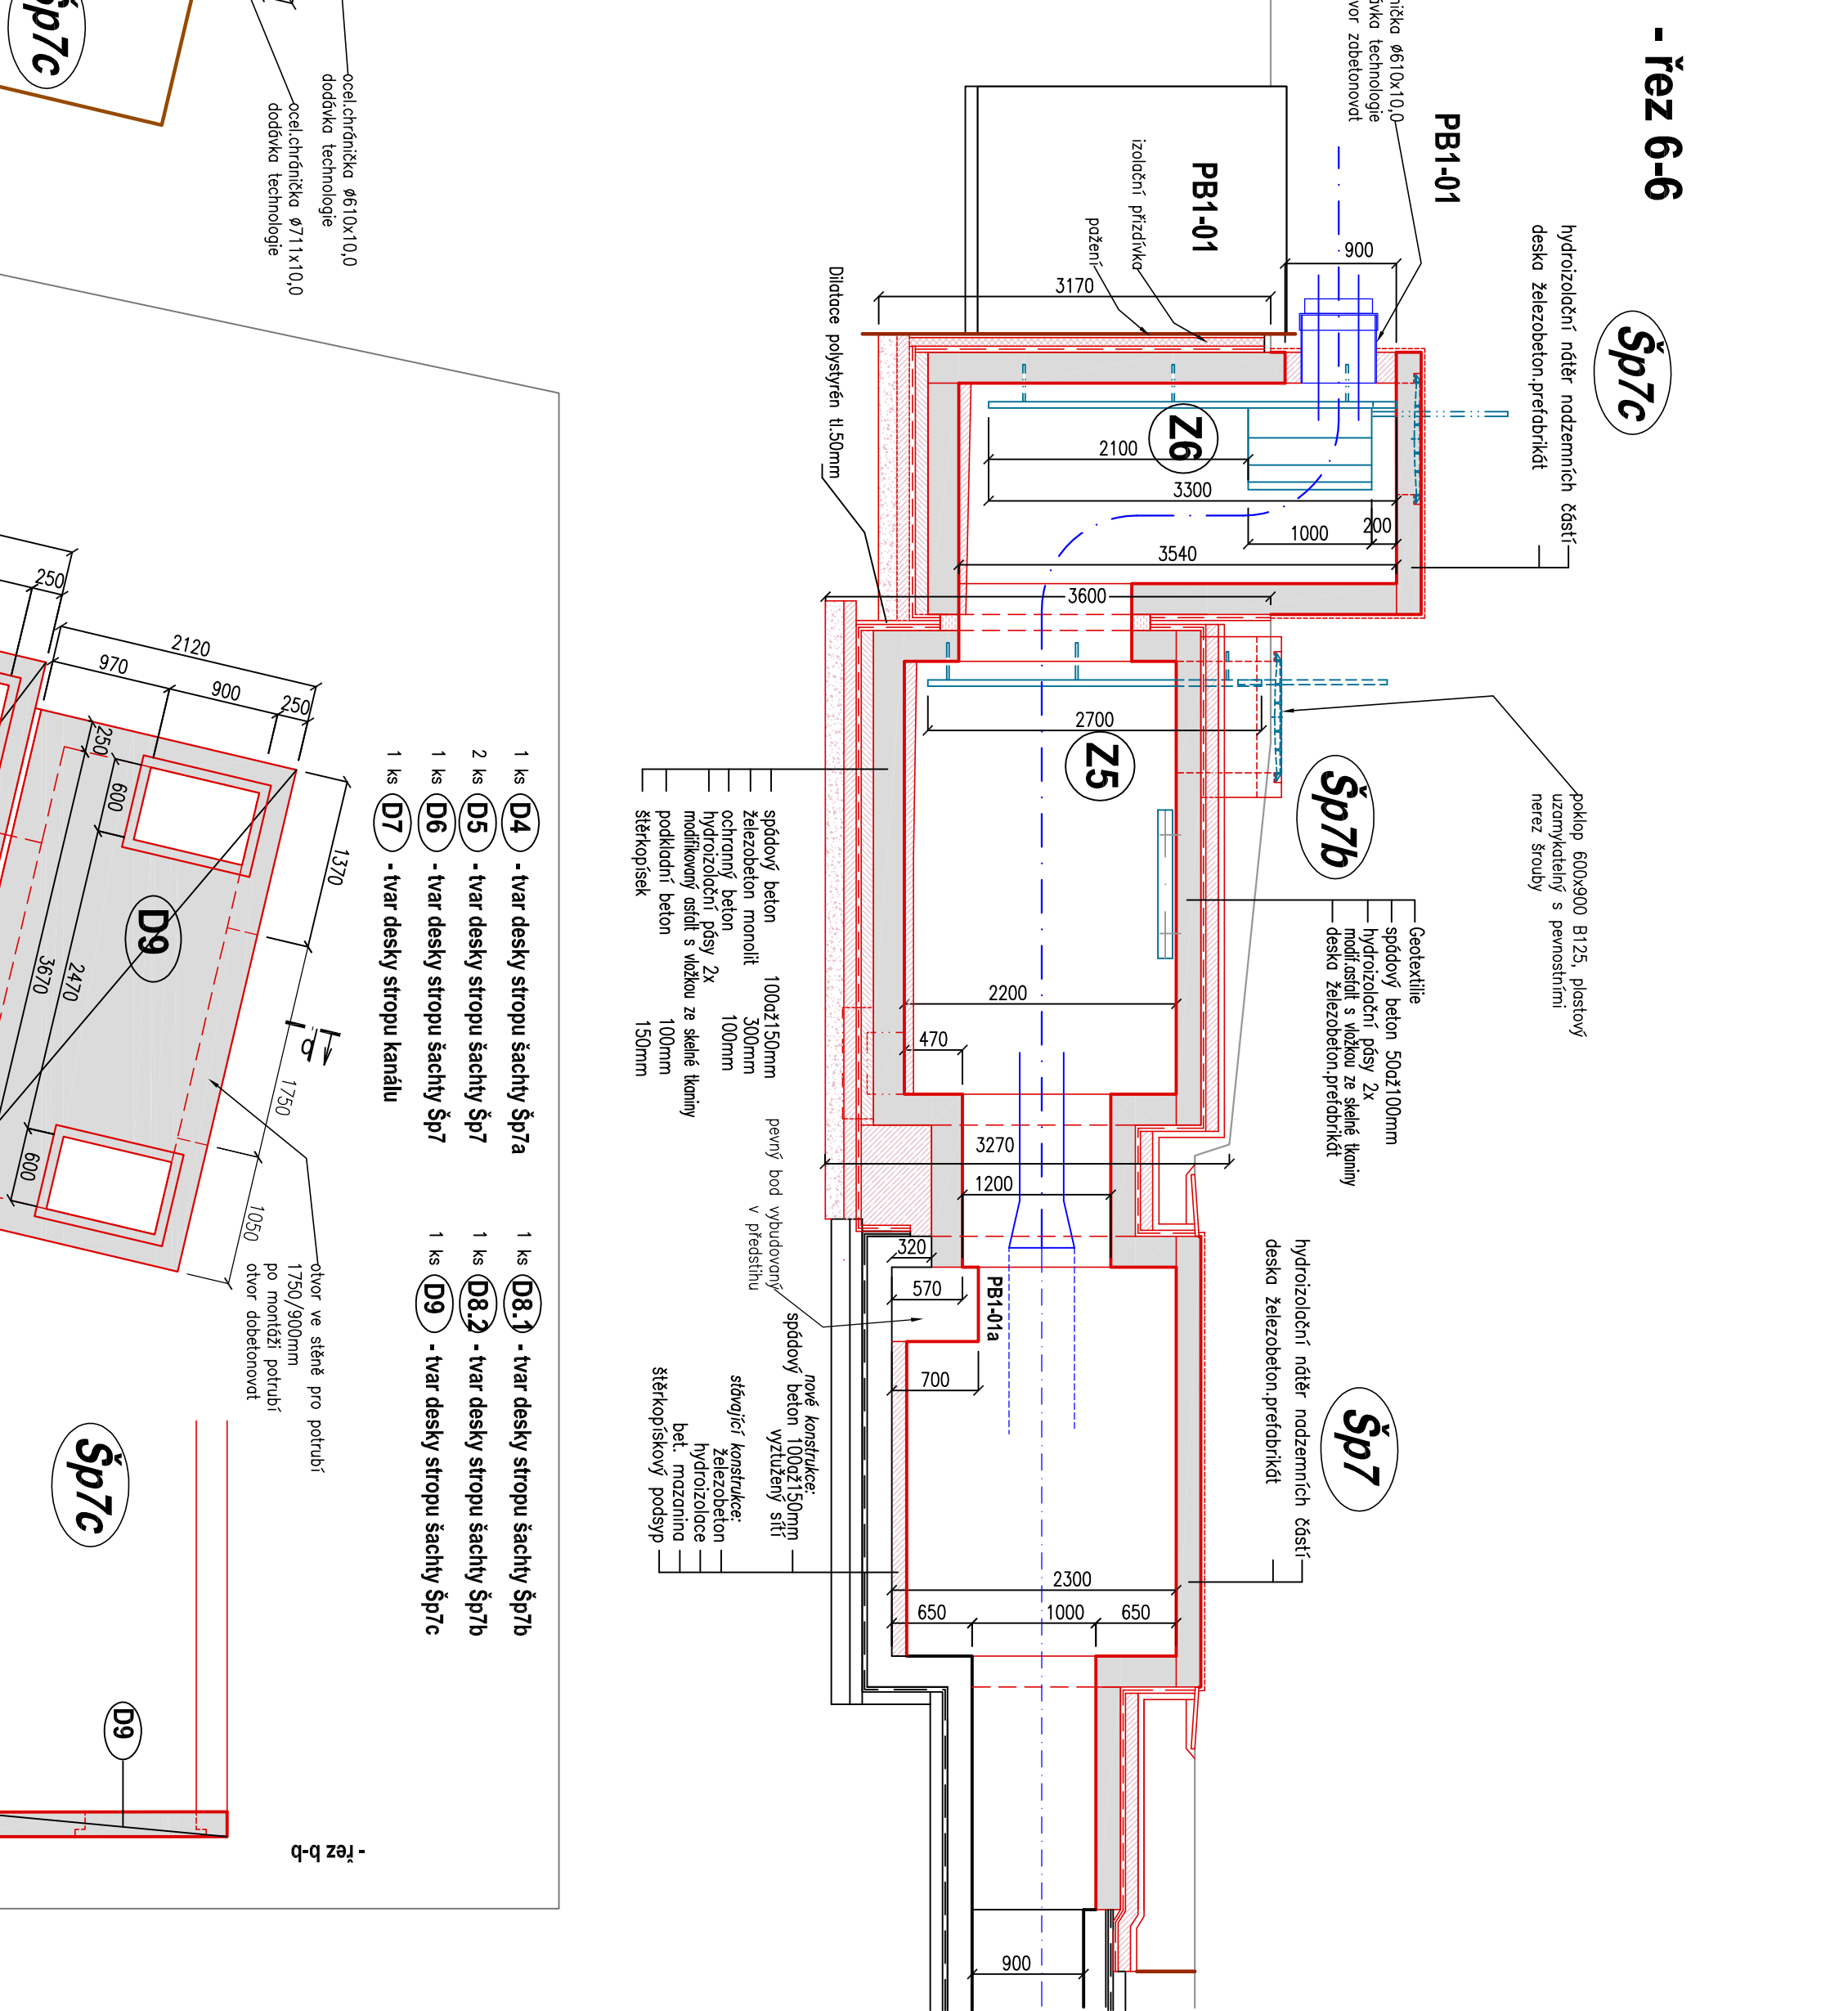 - řez 6-6
PB1-01
Ø610x10,0
technologie
zabetonovat
Šp7c
hydroizolační nátěr nadzemních částí
deska železobeton.prefabrikát
900
PB1-01
izolační přizdívka
pažení
3170
Dilatace polystyrén tl.50mm
Z6
2100
3300
1000
200
3540
3600
2700
Z5
Šp7b
poklop 600x900 B125, plastový
uzamykatelný s pevnostními
nerez šrouby
Geotextilie
spádový beton 50až100mm
hydroizolační pásy 2x
modif.asfalt s vložkou ze skelné tkaniny
deska železobeton.prefabrikát
2200
470
3270
1200
320
570
700
PB1-01a
spádový beton 100až150mm
železobeton monolit 300mm
ochranný beton 100mm
hydroizolační pásy 2x
modifikovaný asfalt s vložkou ze skelné tkaniny
podkladní beton 100mm
štěrkopísek 150mm
pevný bod vybudovaný
v předstihu
Šp7
hydroizolační nátěr nadzemních částí
deska železobeton.prefabrikát
nové konstrukce:
spádový beton 100až150mm
vyztužený sítí
stávající konstrukce:
železobeton
hydroizolace
bet. mazanina
štěrkopískový podsyp
2300
650
1000
650
900
1 ks D4 - tvar desky stropu šachty Šp7a
2 ks D5 - tvar desky stropu šachty Šp7
1 ks D6 - tvar desky stropu šachty Šp7
1 ks D7 - tvar desky stropu kanálu
1 ks D8.1 - tvar desky stropu šachty Šp7b
1 ks D8.2 - tvar desky stropu šachty Šp7b
1 ks D9 - tvar desky stropu šachty Šp7c
ocel.chránička Ø610x10,0
dodávka technologie
ocel.chránička Ø711x10,0
dodávka technologie
Šp7c
250
2120
970
900
250
250
600
1370
D9
2470
3670
b
1750
600
1050
otvor ve stěně pro potrubí
1750/900mm
po montáži potrubí
otvor dobetonovat
Šp7c
D9
- řez b-b